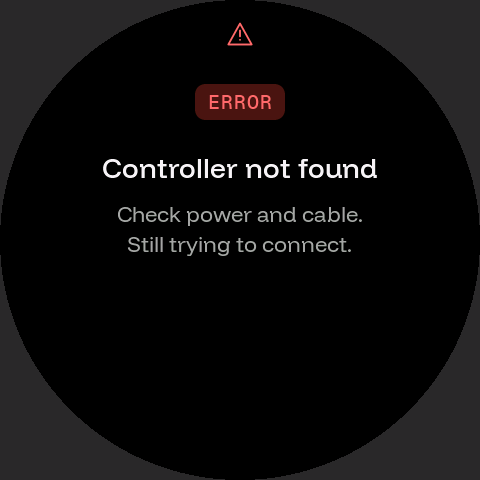 ERROR
Controller not found
Check power and cable.
Still trying to connect.